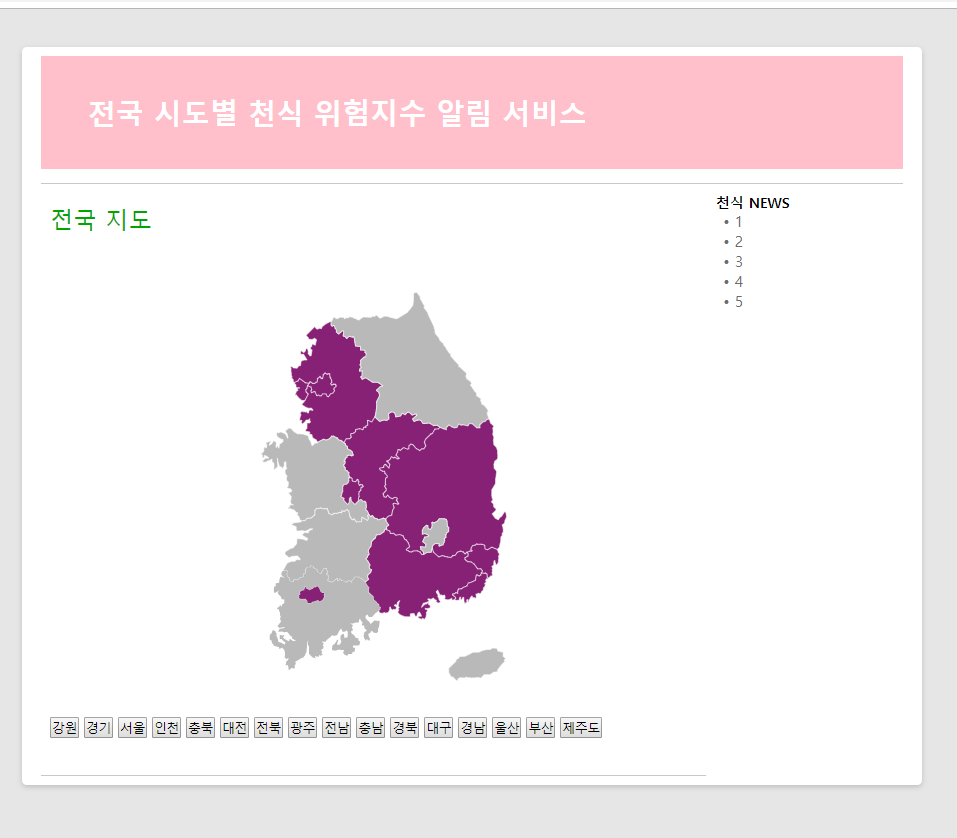 전국 시도별 천식 위험지수 알림 서비스
전국 지도
천식 NEWS
• 1
• 2
• 3
• 4
• 5
강원 경기 서울 인천 충북 대전 전북 광주 전남 충남 경북 대구 경남 울산 부산 제주도